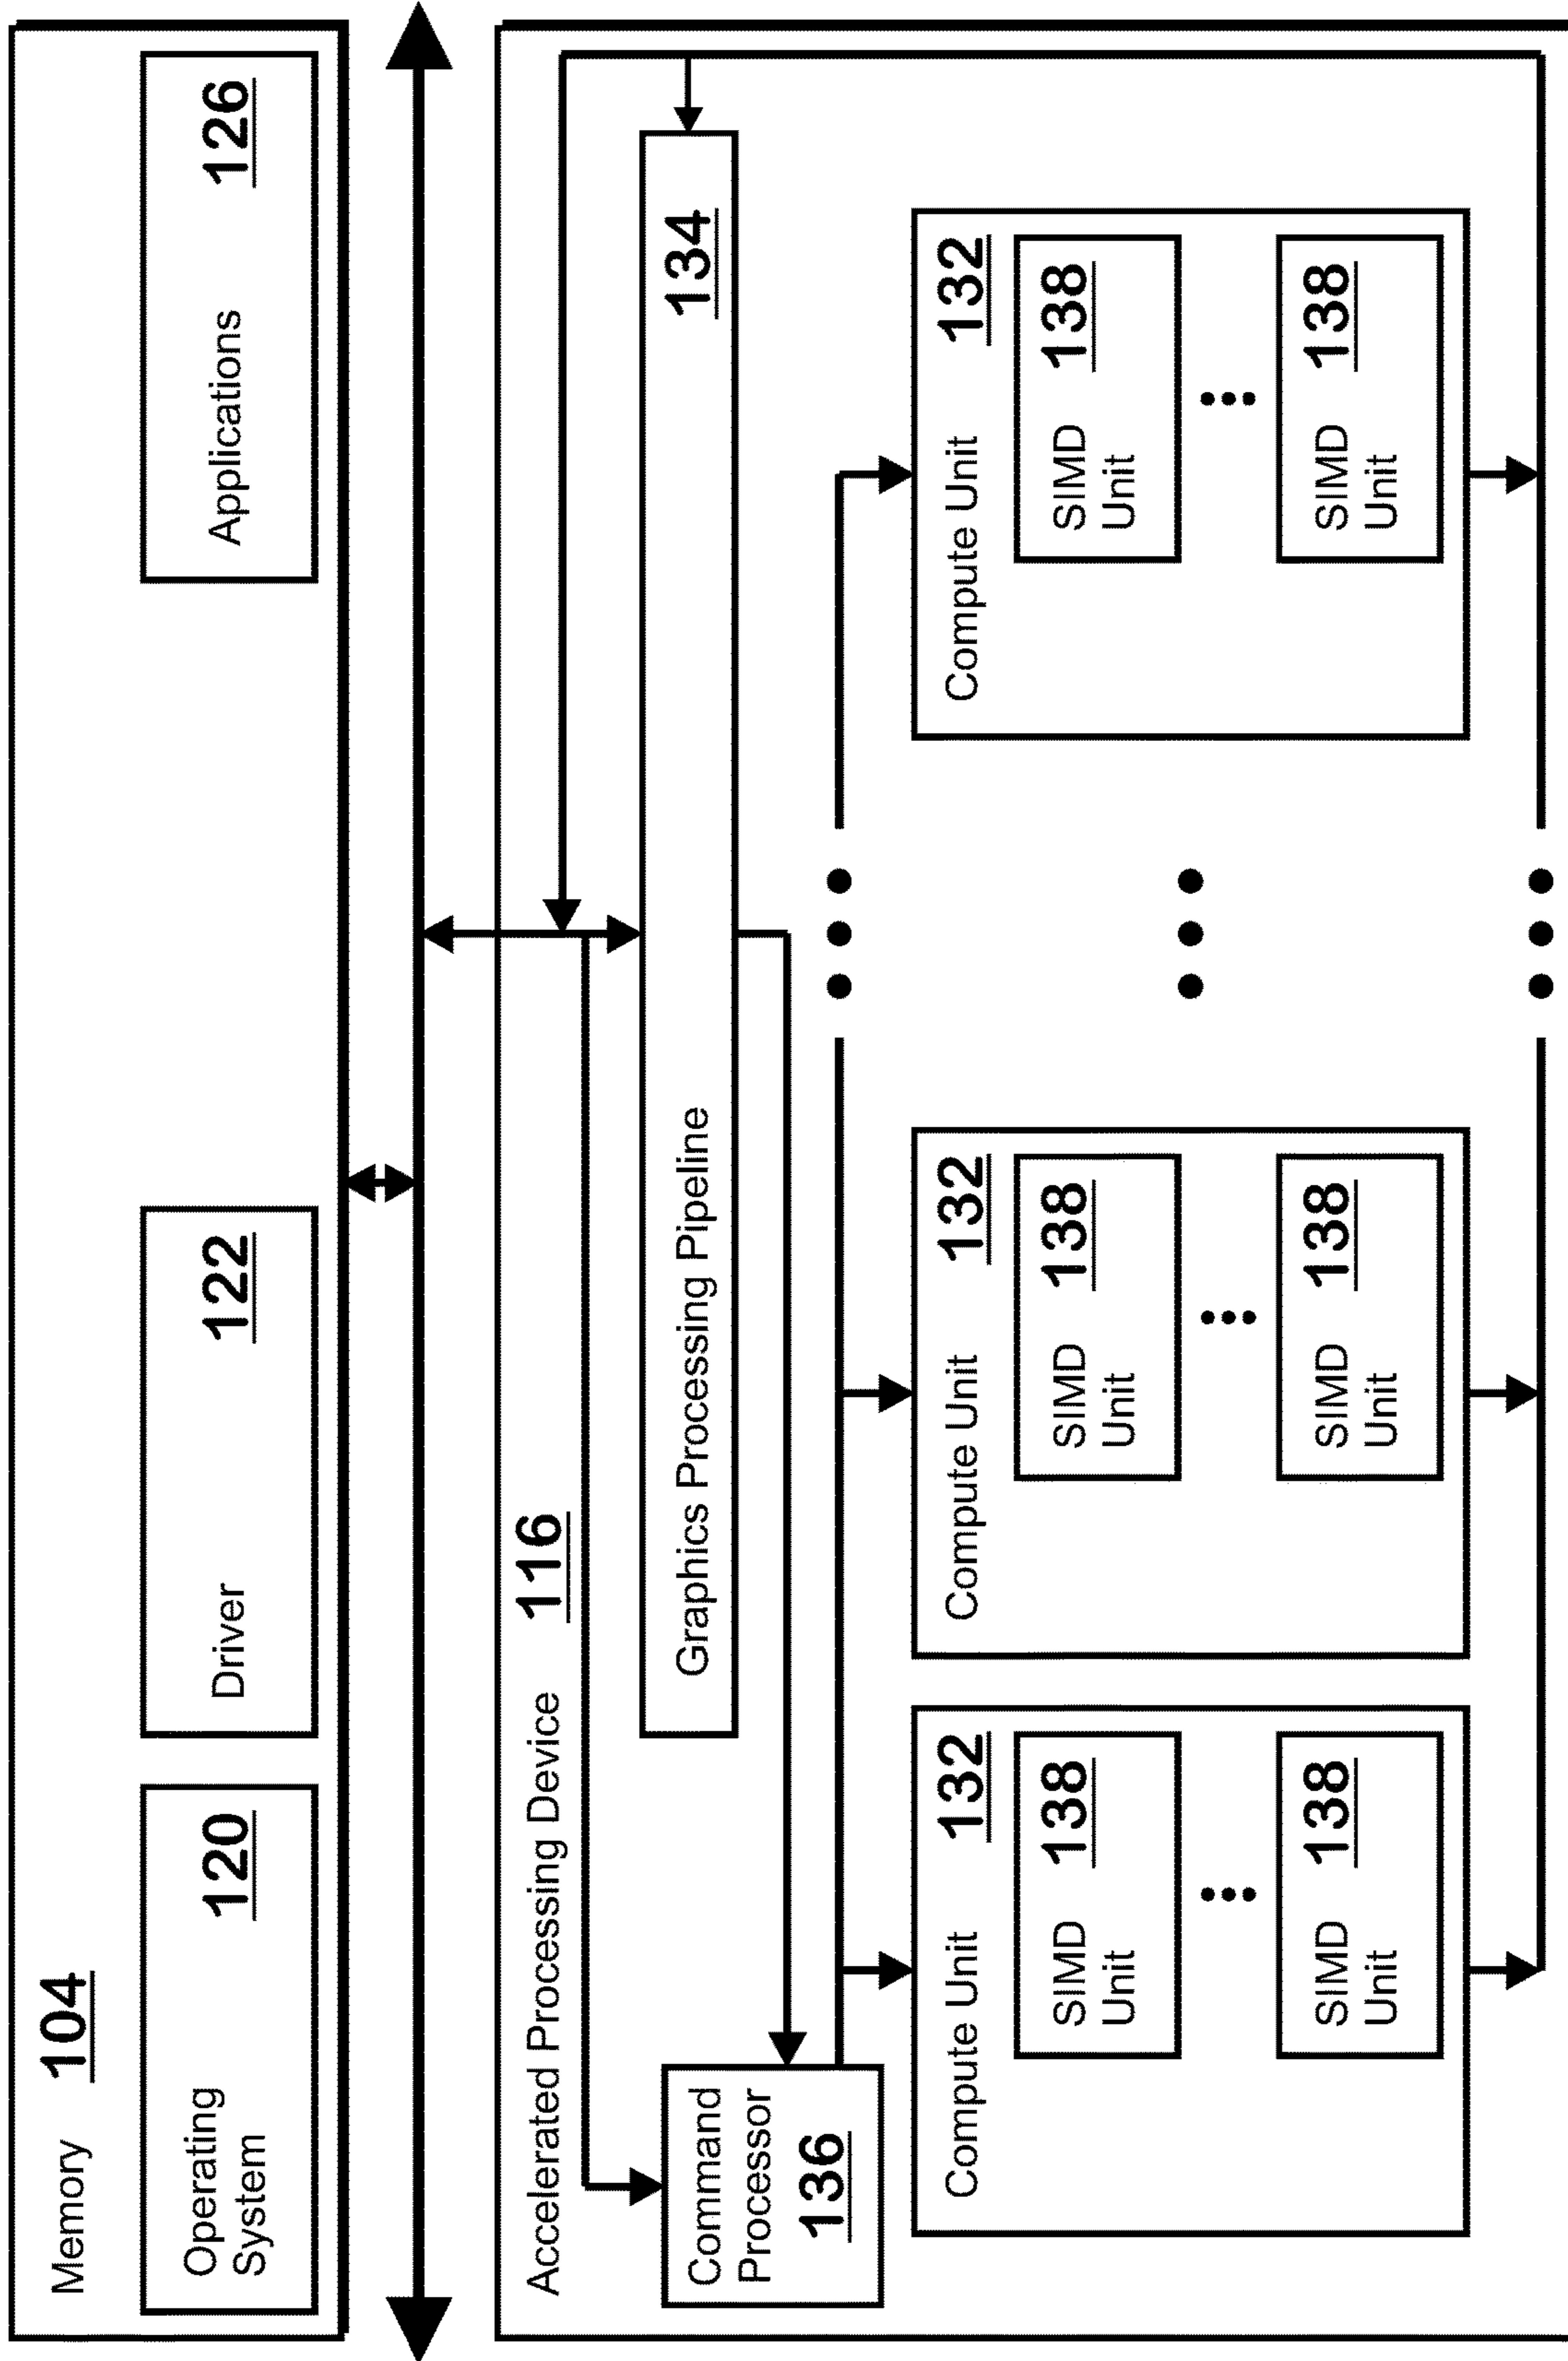 Memory 104
Operating
System
120
Driver 122
Applications 126
Accelerated Processing Device 116
Graphics Processing Pipeline 134
Command
Processor
136
Compute Unit 132
SIMD
Unit
138
SIMD
Unit
138
Compute Unit 132
SIMD
Unit
138
SIMD
Unit
138
Compute Unit 132
SIMD
Unit
138
SIMD
Unit
138